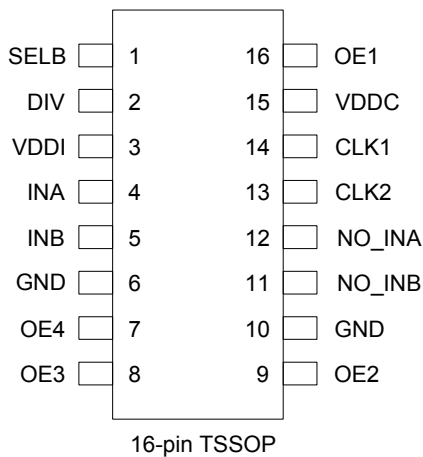 SELB 1 16 OE1
DIV 2 15 VDDC
VDDI 3 14 CLK1
INA 4 13 CLK2
INB 5 12 NO_INA
GND 6 11 NO_INB
OE4 7 10 GND
OE3 8 9 OE2
16-pin TSSOP